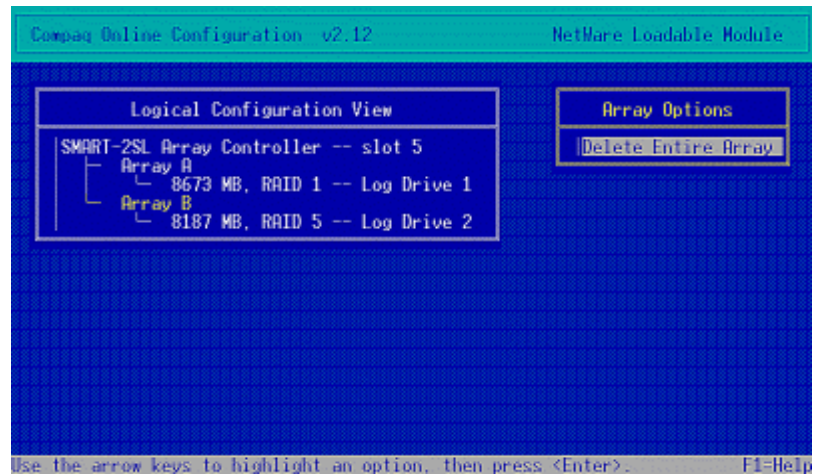 Compaq Online Configuration v2.12
NetWare Loadable Module
Logical Configuration View
SMART-2SL Array Controller -- slot 5
Array A
8673 MB, RAID 1 -- Log Drive 1
Array B
8187 MB, RAID 5 -- Log Drive 2
Array Options
Delete Entire Array
Use the arrow keys to highlight an option, then press <Enter>.
F1=Help